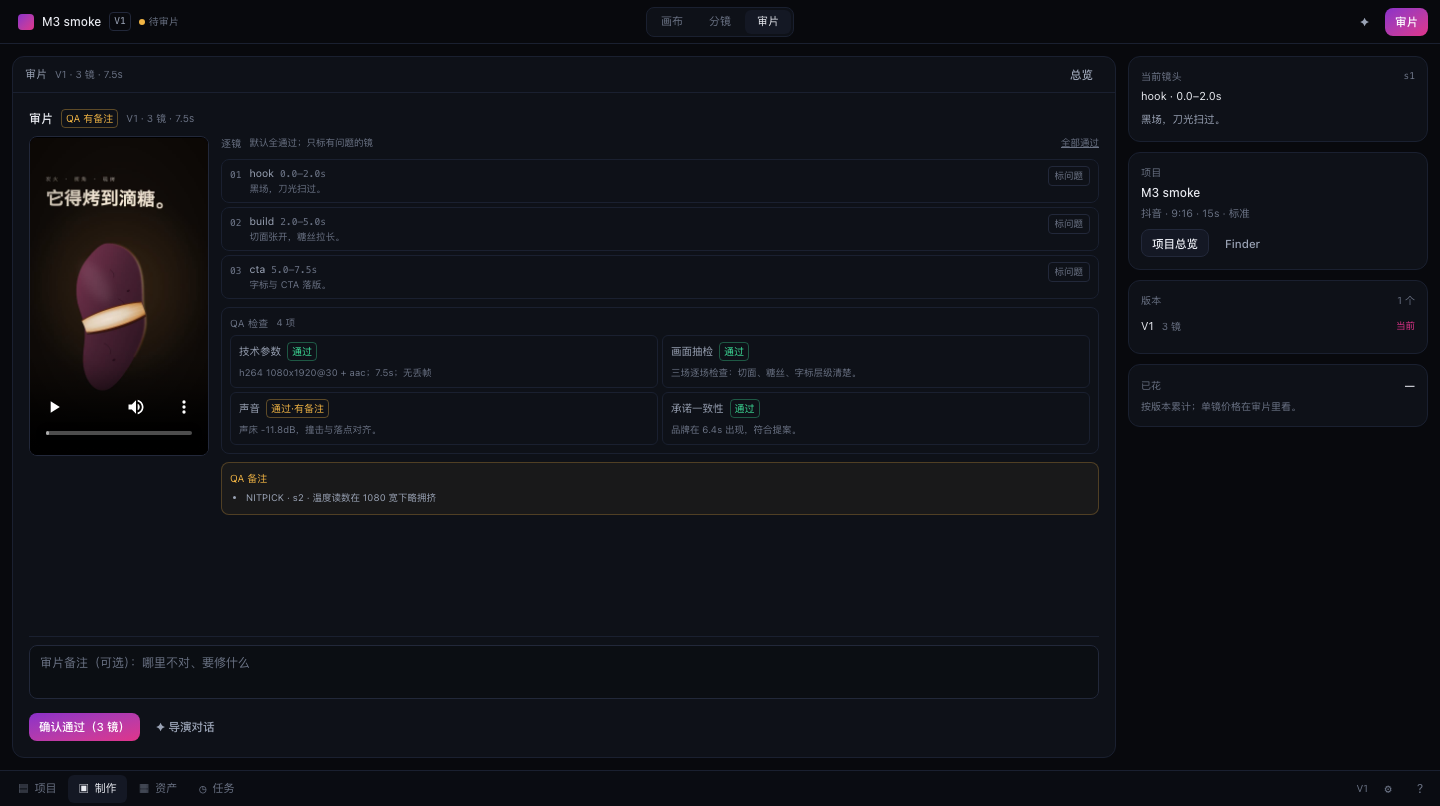 M3 smoke V1 待审片
画布 分镜 审片
✦ 审片
审片 V1 · 3 镜 · 7.5s 总览
审片 QA 有备注 V1 · 3 镜 · 7.5s
它得烤到滴糖。
逐镜 默认全通过；只标有问题的镜 全部通过
01 hook 0.0—2.0s 标问题
黑场，刀光扫过。
02 build 2.0—5.0s 标问题
切面张开，糖丝拉长。
03 cta 5.0—7.5s 标问题
字标与 CTA 落版。
QA 检查 4 项
技术参数 通过
h264 1080x1920@30 + aac；7.5s；无丢帧
画面抽检 通过
三场逐场检查：切面、糖丝、字标层级清楚。
声音 通过·有备注
声床 -11.8dB，撞击与落点对齐。
承诺一致性 通过
品牌在 6.4s 出现，符合提案。
QA 备注
• NITPICK · s2 · 温度读数在 1080 宽下略拥挤
审片备注（可选）：哪里不对、要修什么
确认通过（3 镜） ✦ 导演对话
当前镜头 s1
hook · 0.0—2.0s
黑场，刀光扫过。
项目
M3 smoke
抖音 · 9:16 · 15s · 标准
项目总览 Finder
版本 1 个
V1 3 镜 当前
已花 —
按版本累计；单镜价格在审片里看。
项目 制作 资产 任务
V1 ?